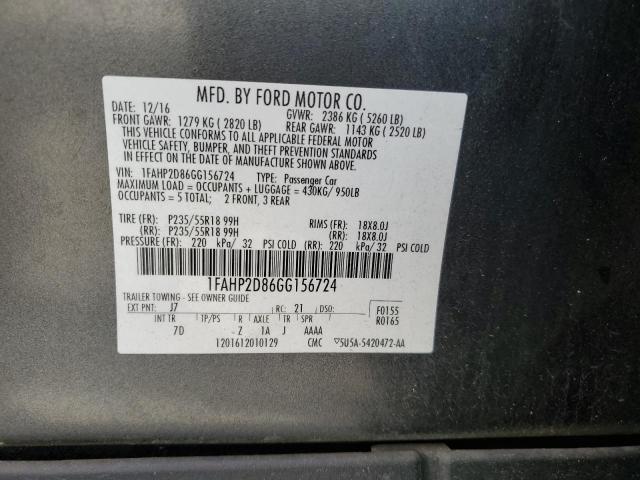 MFD. BY FORD MOTOR CO.
DATE: 12/16 GVWR: 2386 KG ( 5260 LB)
FRONT GAWR: 1279 KG ( 2820 LB) REAR GAWR: 1143 KG ( 2520 LB)
THIS VEHICLE CONFORMS TO ALL APPLICABLE FEDERAL MOTOR
VEHICLE SAFETY, BUMPER, AND THEFT PREVENTION STANDARDS
IN EFFECT ON THE DATE OF MANUFACTURE SHOWN ABOVE.
VIN: 1FAHP2D86GG156724 TYPE: Passenger Car
MAXIMUM LOAD = OCCUPANTS + LUGGAGE = 430KG/ 950LB
OCCUPANTS = 5 TOTAL; 2 FRONT, 3 REAR
TIRE (FR): P235/55R18 99H RIMS (FR): 18X8.0J
(RR): P235/55R18 99H (RR): 18X8.0J
PRESSURE (FR): 220 kPa/ 32 PSI COLD (RR): 220 kPa/ 32 PSI COLD
1FAHP2D86GG156724
TRAILER TOWING - SEE OWNER GUIDE
EXT PNT: J7 RC: 21 DSO: F0155
INT TR TP/PS R AXLE TR SPR R0165
7D - Z 1A J AAAA
1201612010129 CMC ▽5U5A-5420472-AA